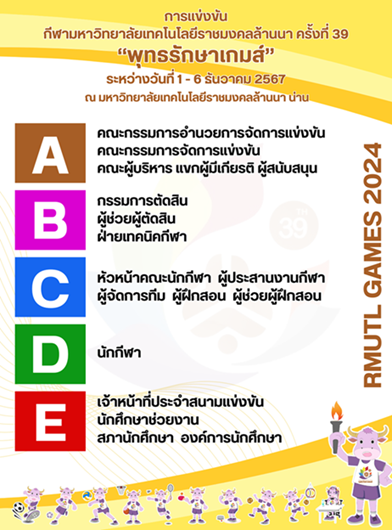 การแข่งขัน
กีฬามหาวิทยาลัยเทคโนโลยีราชมงคลล้านนา ครั้งที่ 39
“พุทธรักษาเกมส์”
ระหว่างวันที่ 1 - 6 ธันวาคม 2567
ณ มหาวิทยาลัยเทคโนโลยีราชมงคลล้านนา น่าน
A
คณะกรรมการอำนวยการจัดการแข่งขัน
คณะกรรมการจัดการแข่งขัน
คณะผู้บริหาร แขกผู้มีเกียรติ ผู้สนับสนุน
B
กรรมการตัดสิน
ผู้ช่วยผู้ตัดสิน
ฝ่ายเทคนิคกีฬา
39
C
หัวหน้าคณะนักกีฬา ผู้ประสานงานกีฬา
ผู้จัดการทีม ผู้ฝึกสอน ผู้ช่วยผู้ฝึกสอน
D
นักกีฬา
E
เจ้าหน้าที่ประจำสนามแข่งขัน
นักศึกษาช่วยงาน
สภานักศึกษา องค์การนักศึกษา
RMUTL GAMES 2024